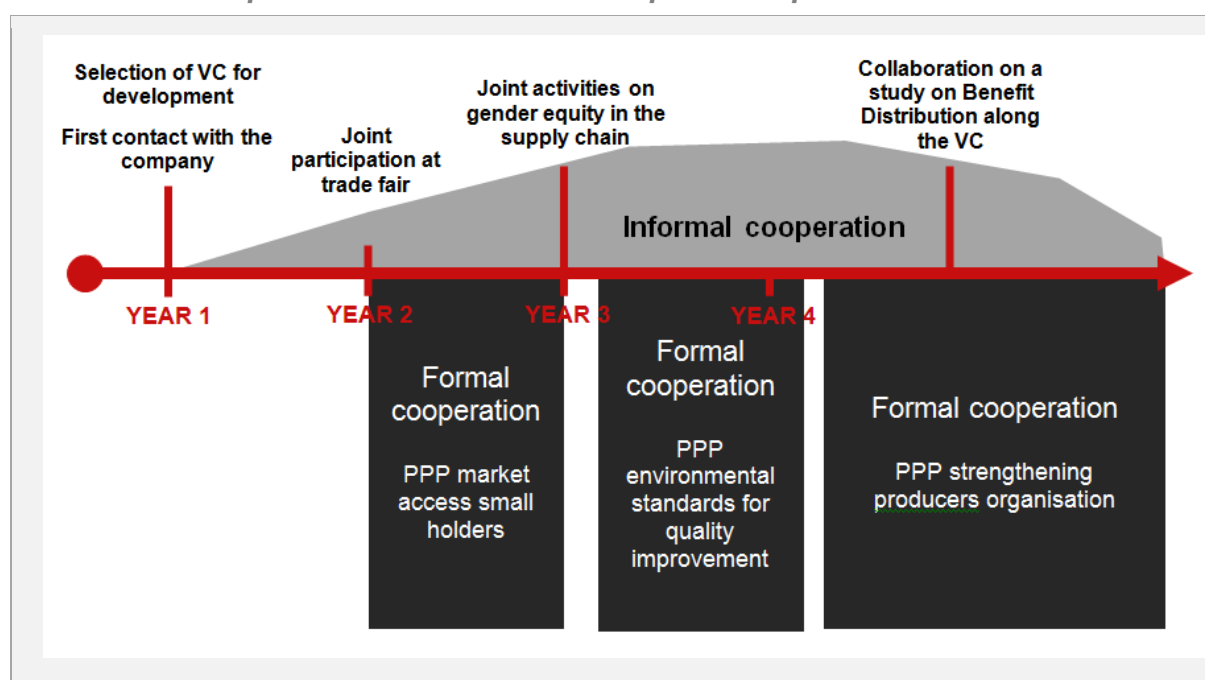 Selection of VC for
development
First contact with the
company
Joint
participation at
trade fair
Joint activities on
gender equity in the
supply chain
Collaboration on a
study on Benefit
Distribution along
the VC
Informal cooperation
YEAR 1
YEAR 2
YEAR 3
YEAR 4
Formal
cooperation
PPP market
access small
holders
Formal
cooperation
PPP
environmental
standards for
quality
improvement
Formal cooperation
PPP strengthening
producers organisation